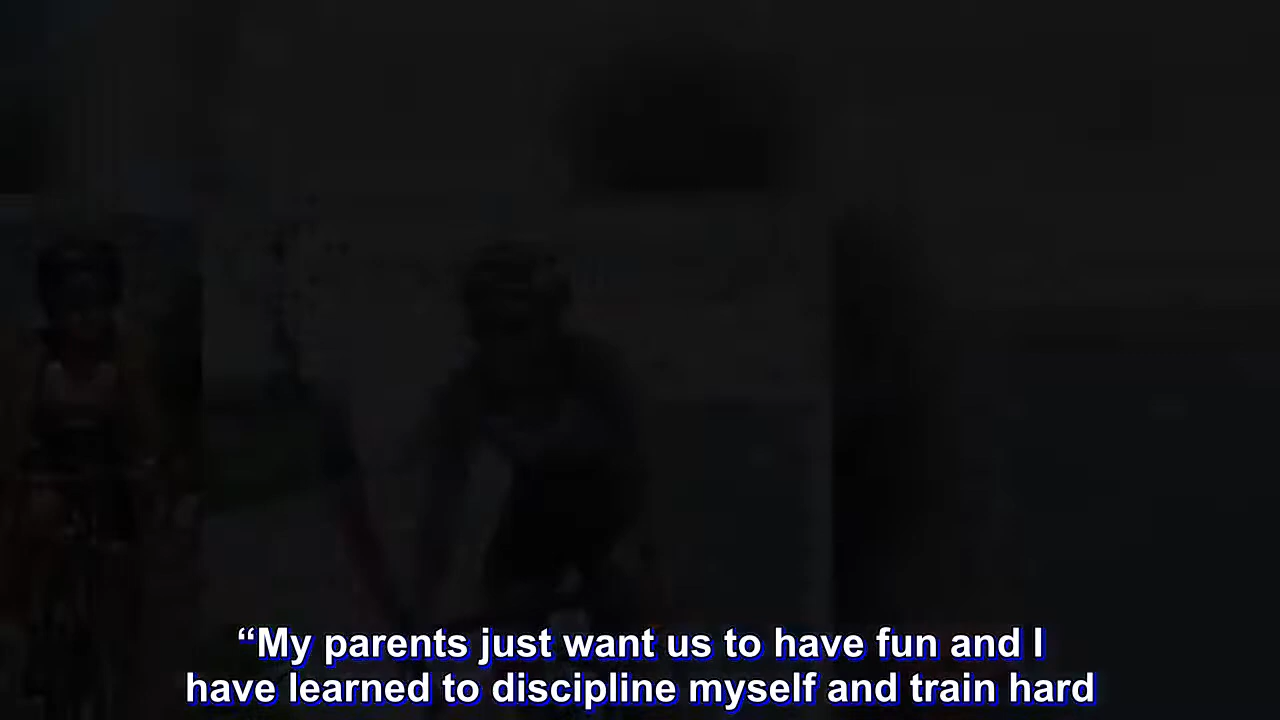 “My parents just want us to have fun and I
have learned to discipline myself and train hard